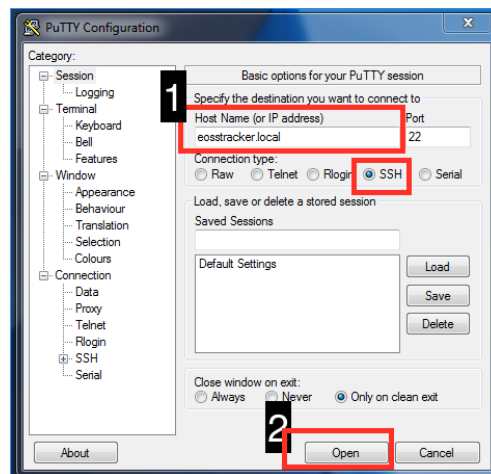 PuTTY Configuration
Category:
Session
Logging
Terminal
Keyboard
Bell
Features
Window
Appearance
Behaviour
Translation
Selection
Colours
Connection
Data
Proxy
Telnet
Rlogin
SSH
Serial
Basic options for your PuTTY session
1
Specify the destination you want to connect to
Host Name (or IP address) Port
eosstracker.local 22
Connection type:
Raw Telnet Rlogin SSH Serial
Load, save or delete a stored session
Saved Sessions
Default Settings
Load
Save
Delete
Close window on exit:
Always Never Only on clean exit
2
About Open Cancel